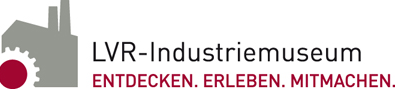 LVR-Industriemuseum
ENTDECKEN. ERLEBEN. MITMACHEN.